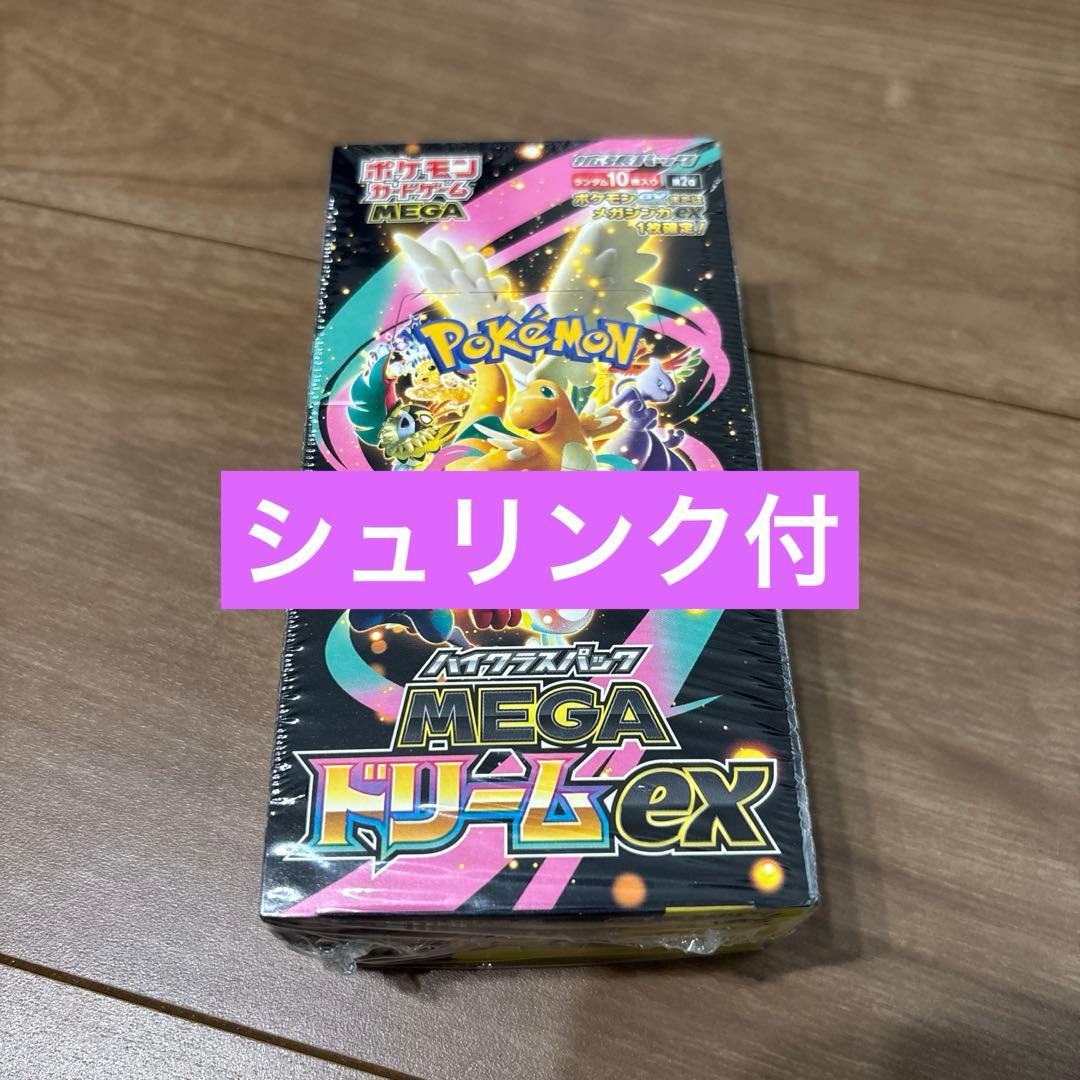 ポケモン
カードゲーム
MEGA
拡張パック
ランダム10枚入り
ポケモンexまたは
メガシンカex
1枚確定!
POKéMON
シュリンク付
ハイクラスパック
MEGA
ドリームex